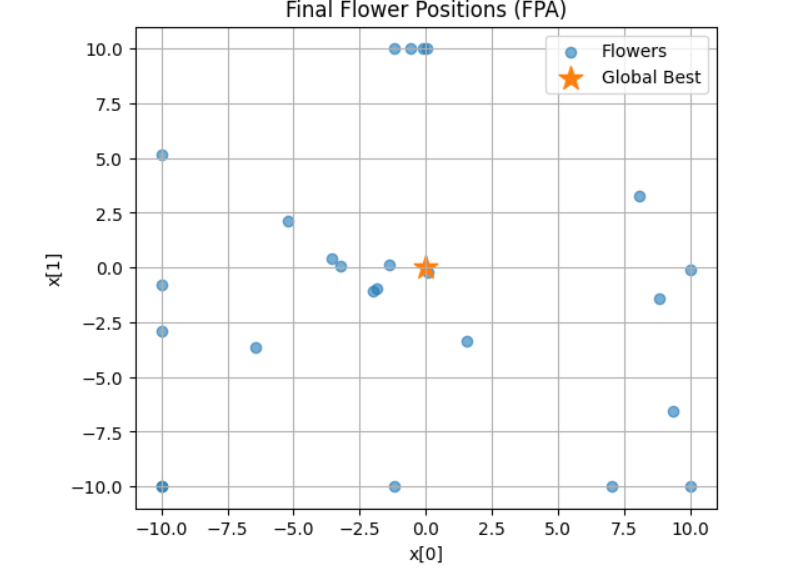 Final Flower Positions (FPA)
Flowers
Global Best
10.0
7.5
5.0
2.5
0.0
−2.5
−5.0
−7.5
−10.0
x[1]
−10.0 −7.5 −5.0 −2.5 0.0 2.5 5.0 7.5 10.0
x[0]